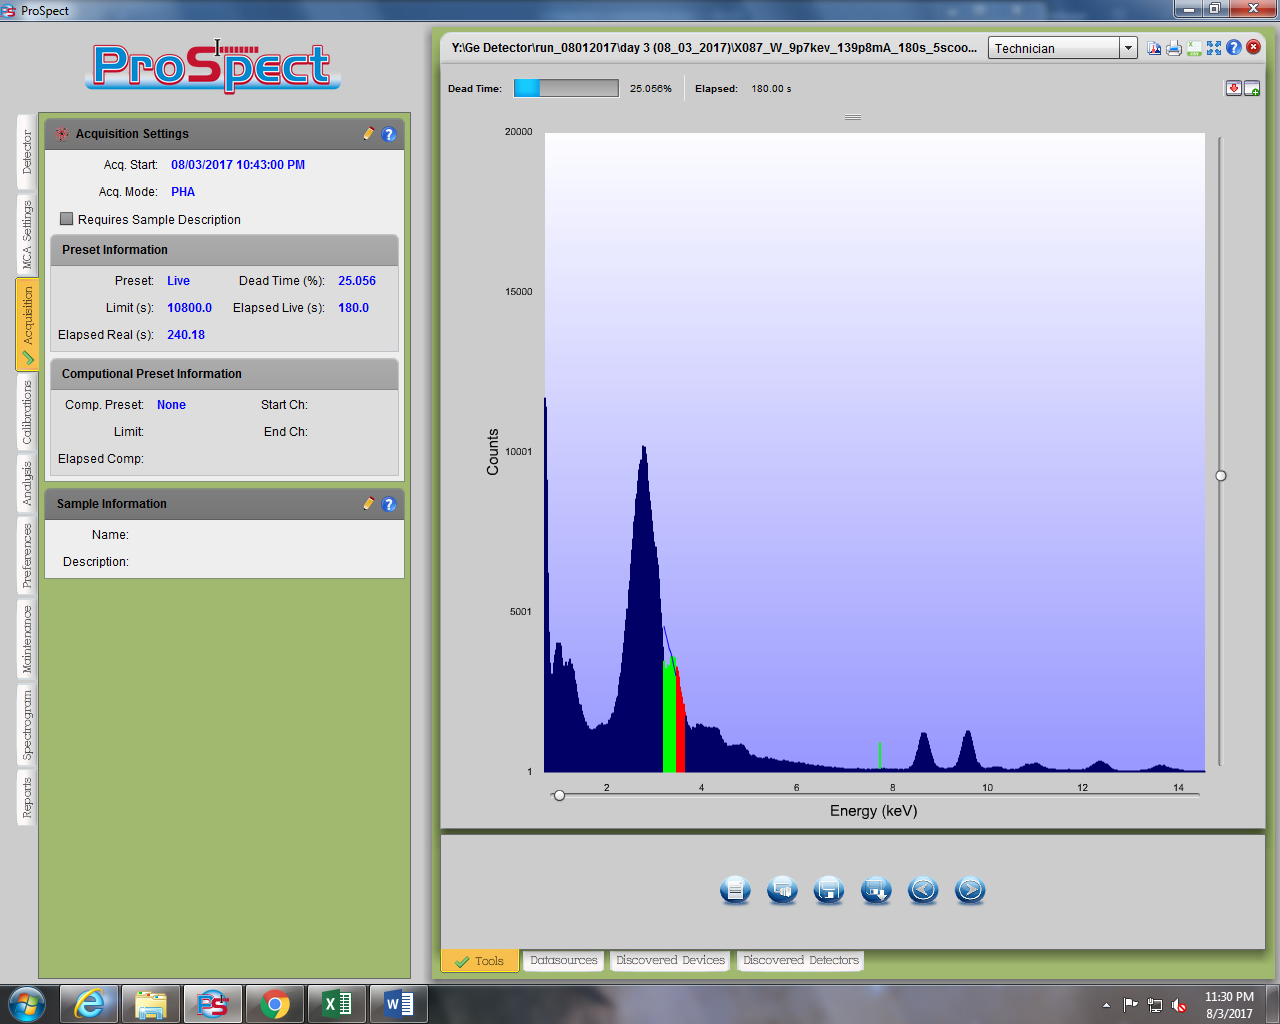 ProSpect
ProSpect
Detector
MCA Settings
Acquisition
Calibrations
Analysis
Preferences
Maintenance
Spectrogram
Reports
Acquisition Settings
Acq. Start: 08/03/2017 10:43:00 PM
Acq. Mode: PHA
Requires Sample Description
Preset Information
Preset: Live Dead Time (%): 25.056
Limit (s): 10800.0 Elapsed Live (s): 180.0
Elapsed Real (s): 240.18
Computional Preset Information
Comp. Preset: None Start Ch:
Limit: End Ch:
Elapsed Comp:
Sample Information
Name:
Description:
Y:\Ge Detector\run_08012017\day 3 (08_03_2017)\X087_W_9p7kev_139p8mA_180s_5scoo...
Technician
Dead Time: 25.056% Elapsed: 180.00 s
20000
15000
10001
5001
1
Counts
2 4 6 8 10 12 14
Energy (keV)
Tools Datasources Discovered Devices Discovered Detectors
11:30 PM
8/3/2017